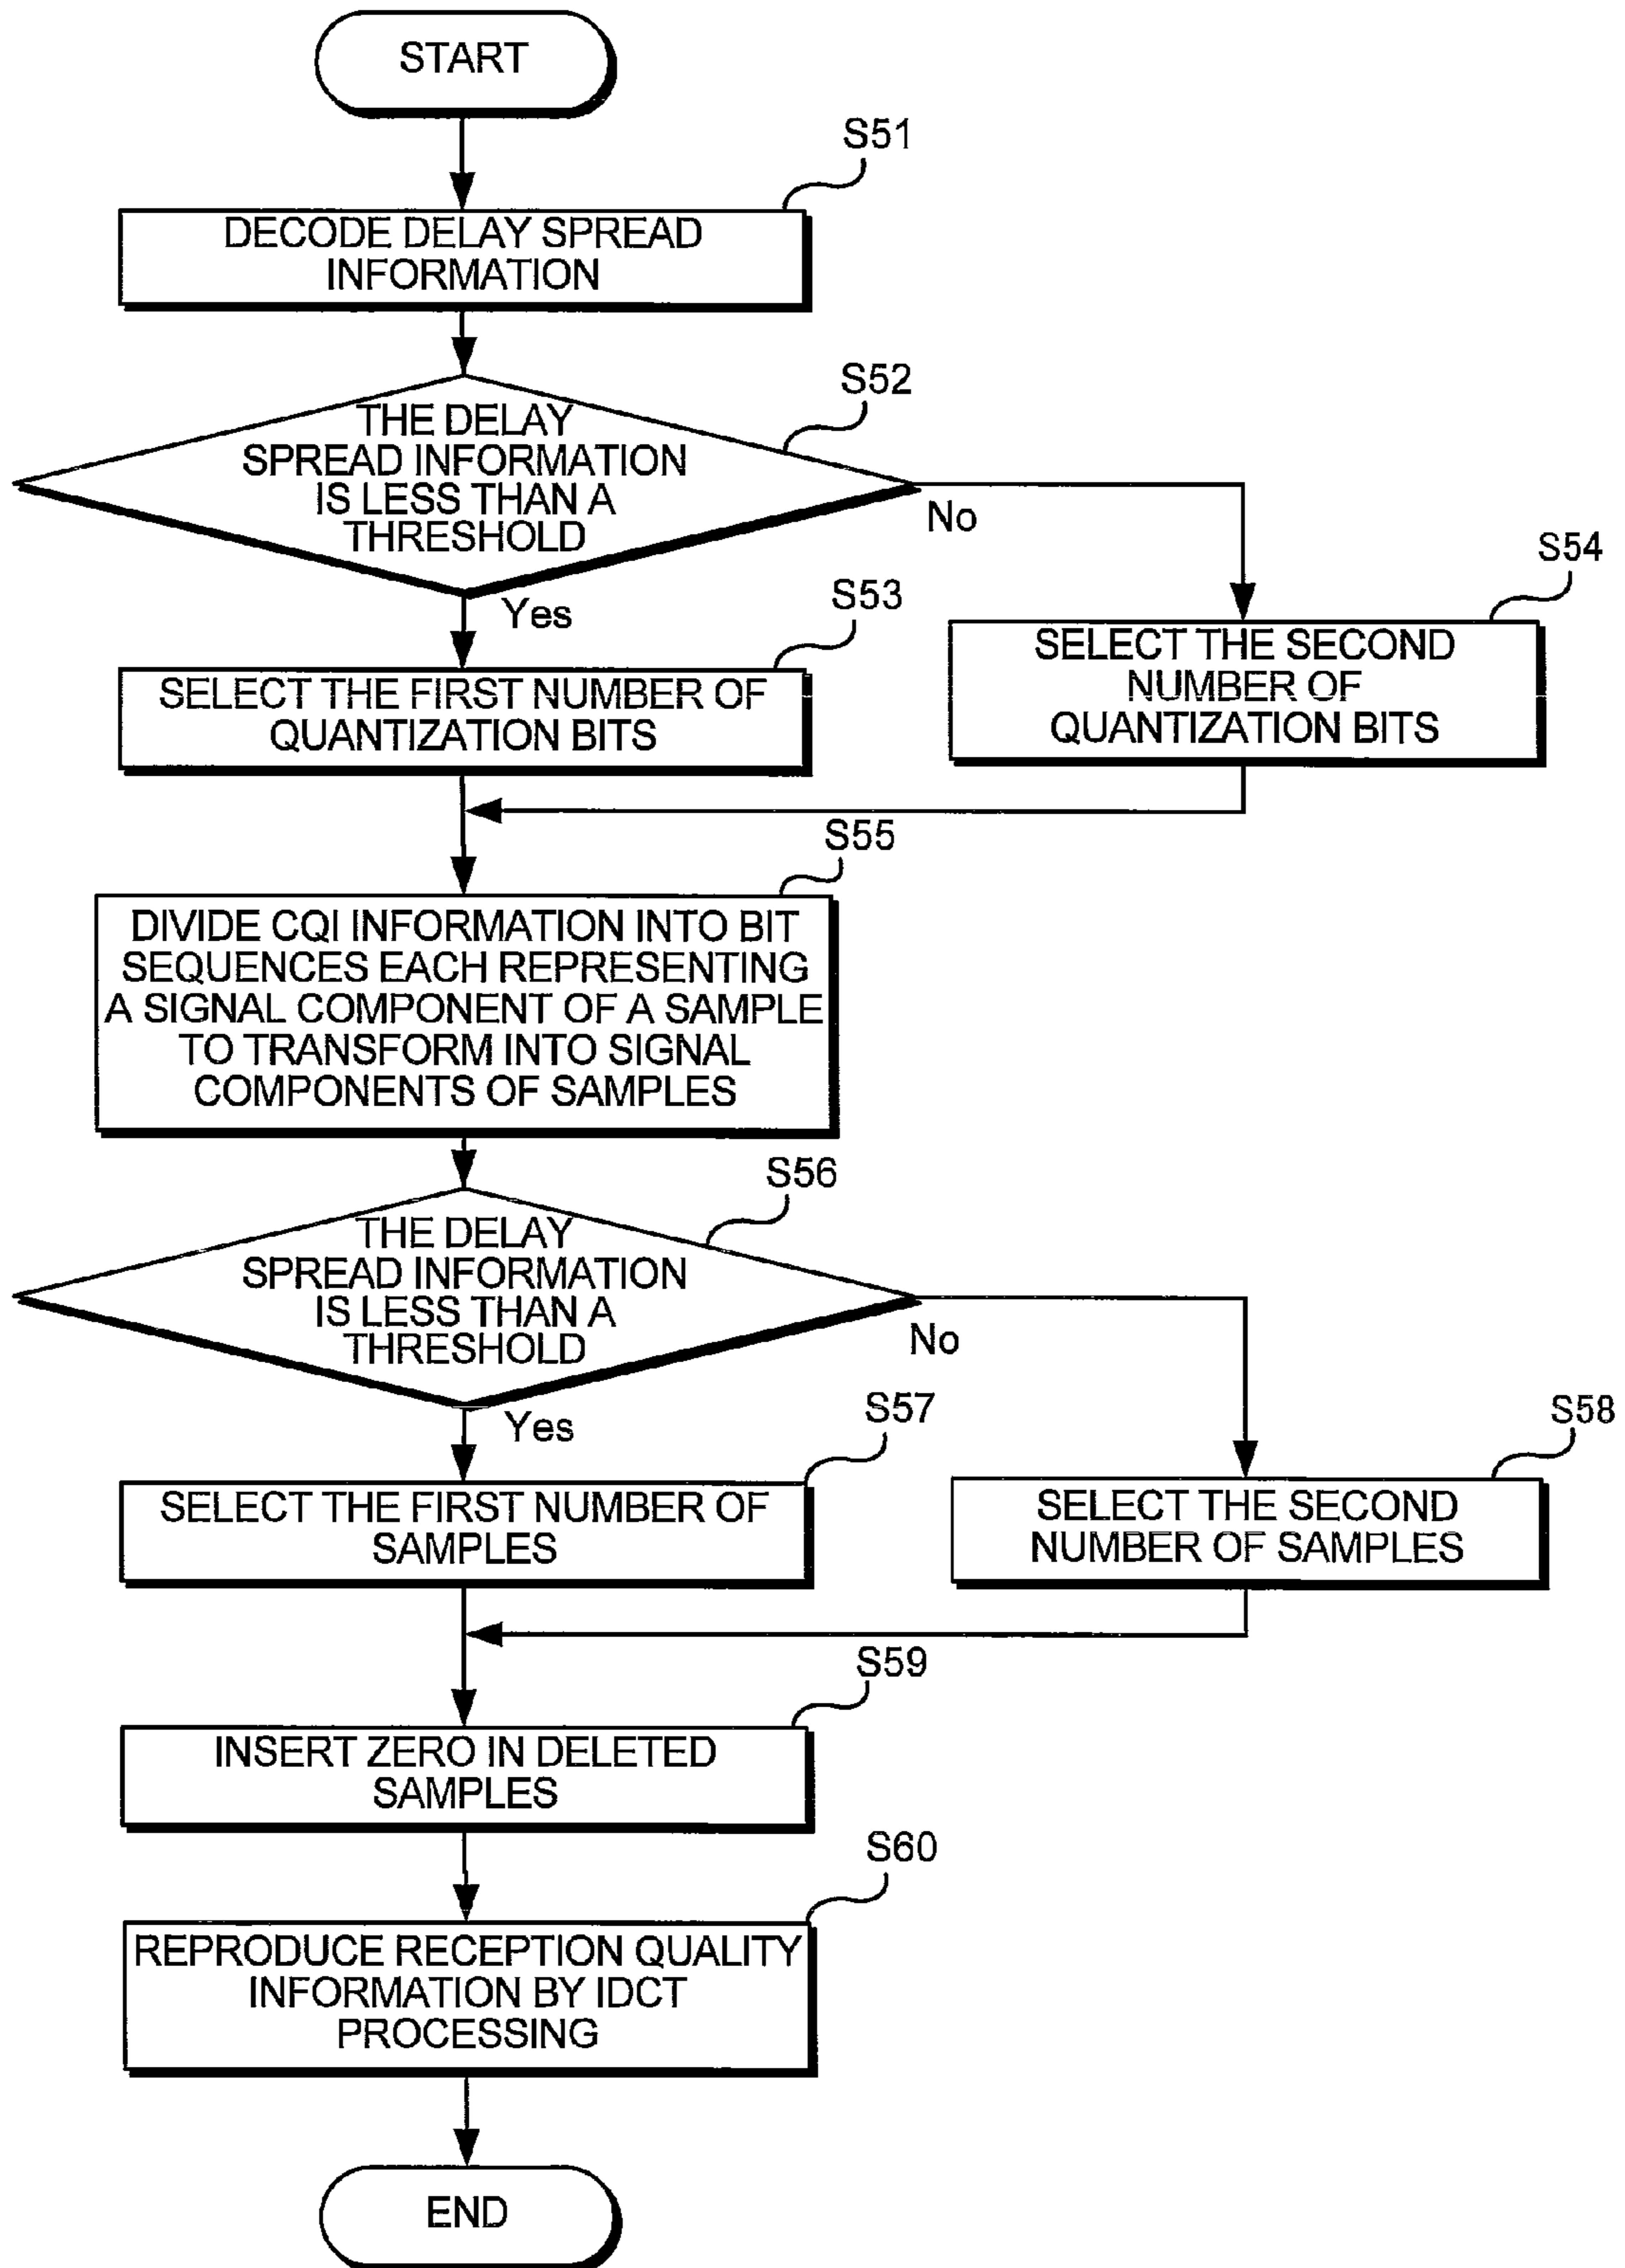 START
S51
DECODE DELAY SPREAD
INFORMATION
S52
THE DELAY
SPREAD INFORMATION
IS LESS THAN A
THRESHOLD
No
Yes
S53
SELECT THE FIRST NUMBER OF
QUANTIZATION BITS
S54
SELECT THE SECOND
NUMBER OF
QUANTIZATION BITS
S55
DIVIDE CQI INFORMATION INTO BIT
SEQUENCES EACH REPRESENTING
A SIGNAL COMPONENT OF A SAMPLE
TO TRANSFORM INTO SIGNAL
COMPONENTS OF SAMPLES
S56
THE DELAY
SPREAD INFORMATION
IS LESS THAN A
THRESHOLD
No
Yes
S57
SELECT THE FIRST NUMBER OF
SAMPLES
S58
SELECT THE SECOND
NUMBER OF SAMPLES
S59
INSERT ZERO IN DELETED
SAMPLES
S60
REPRODUCE RECEPTION QUALITY
INFORMATION BY IDCT
PROCESSING
END